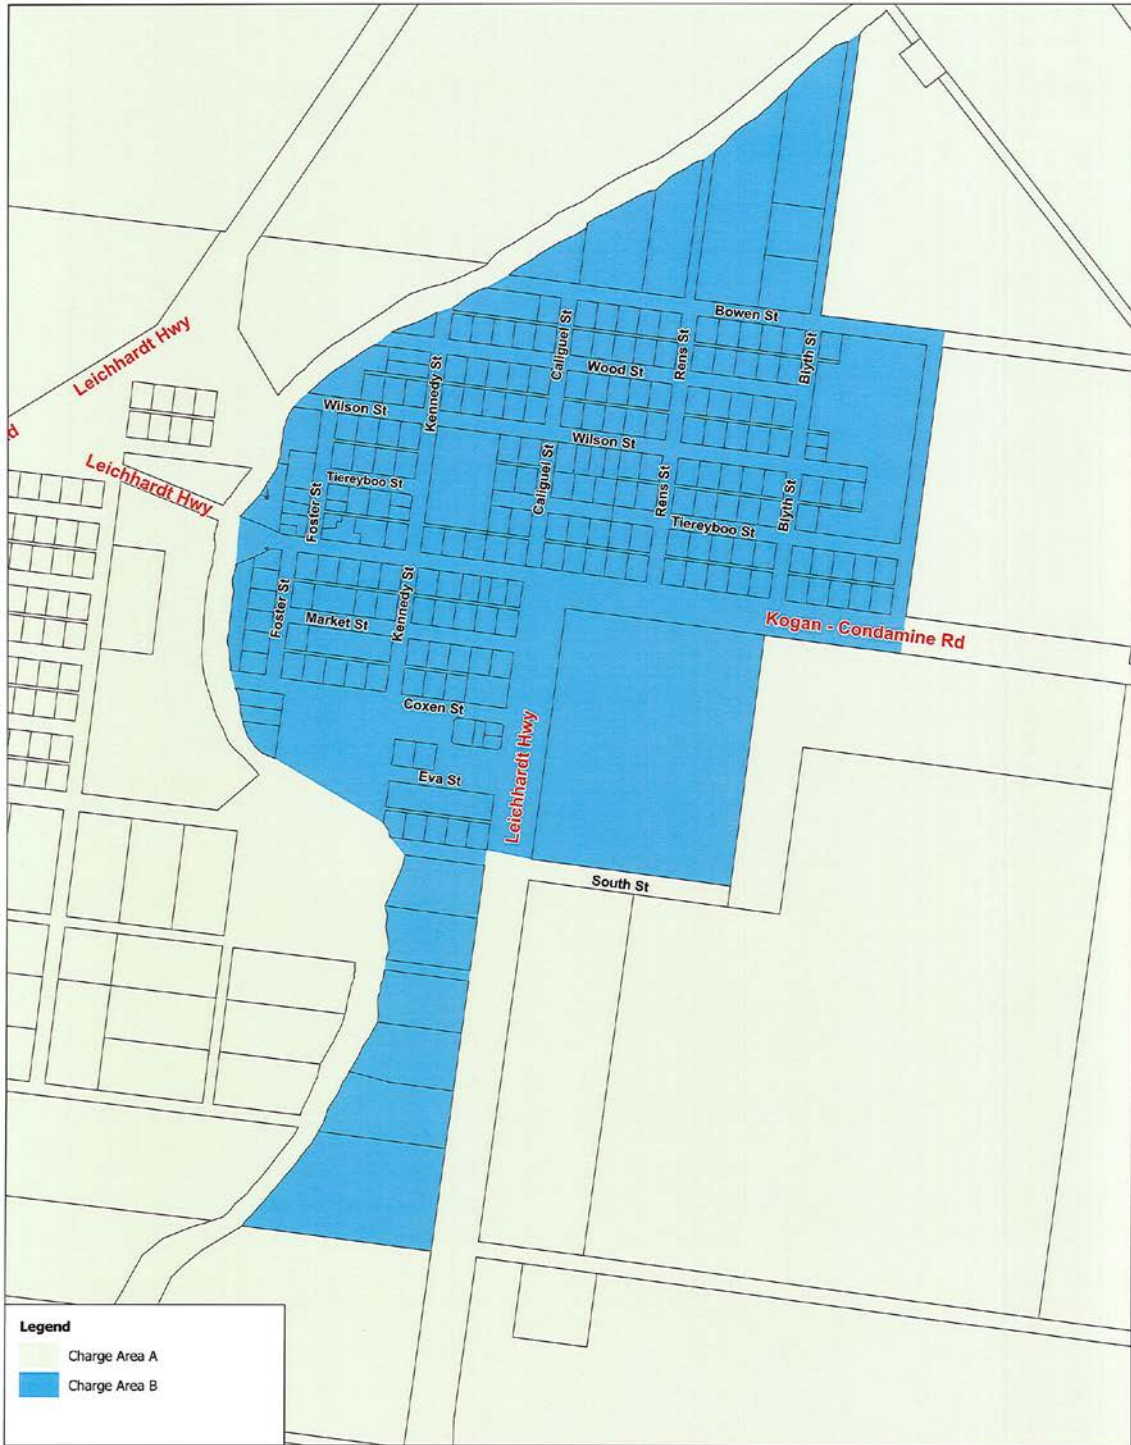 Bowen St
Leichhardt Hwy
Caliguel St
Rens St
Blyth St
Wood St
Kennedy St
Wilson St
Wilson St
Leichhardt Hwy
Tiereyboo St
Caliguel St
Rens St
Blyth St
Foster St
Tiereyboo St
Foster St
Kennedy St
Market St
Kogan - Condamine Rd
Coxen St
Leichhardt Hwy
Eva St
South St
Legend
Charge Area A
Charge Area B